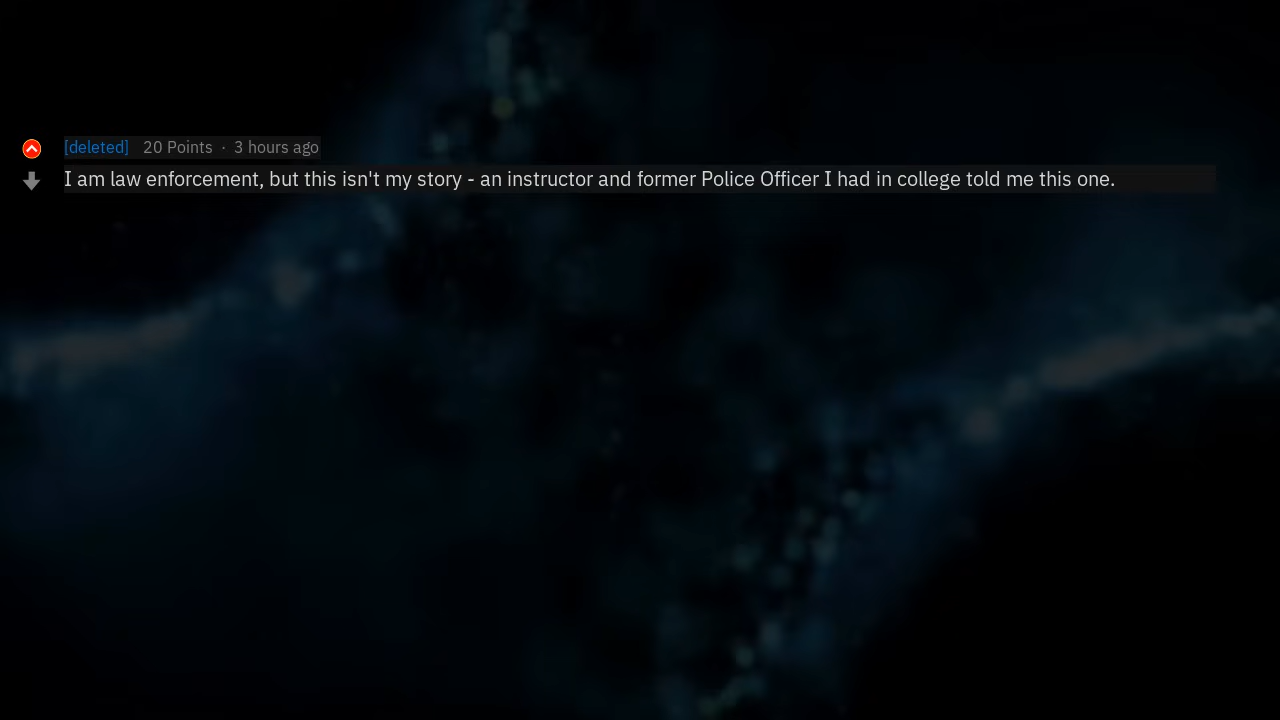 [deleted] 20 Points · 3 hours ago
I am law enforcement, but this isn't my story - an instructor and former Police Officer I had in college told me this one.